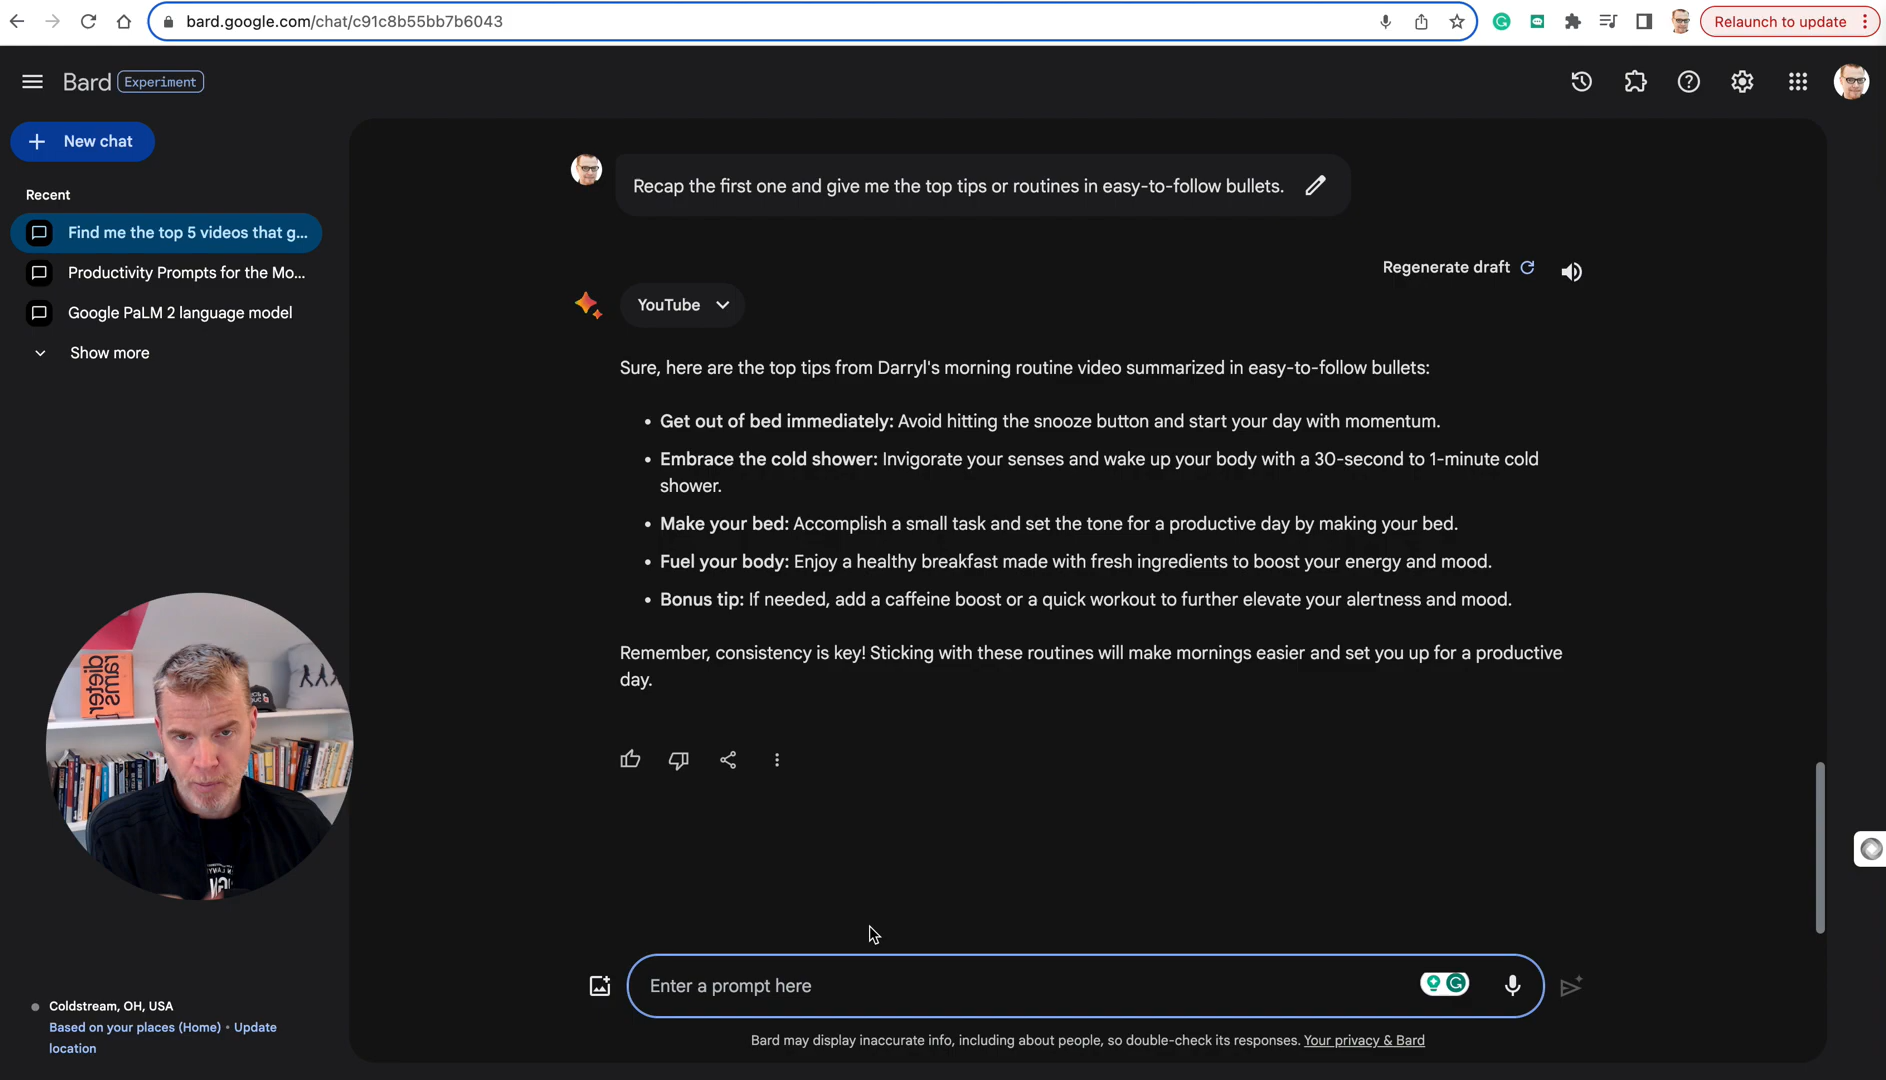 bard.google.com/chat/c91c8b55bb7b6043
Relaunch to update
Bard Experiment
New chat
Recent
Find me the top 5 videos that g...
Productivity Prompts for the Mo...
Google PaLM 2 language model
Show more
Recap the first one and give me the top tips or routines in easy-to-follow bullets.
Regenerate draft
YouTube
Sure, here are the top tips from Darryl's morning routine video summarized in easy-to-follow bullets:
• Get out of bed immediately: Avoid hitting the snooze button and start your day with momentum.
• Embrace the cold shower: Invigorate your senses and wake up your body with a 30-second to 1-minute cold
shower.
• Make your bed: Accomplish a small task and set the tone for a productive day by making your bed.
• Fuel your body: Enjoy a healthy breakfast made with fresh ingredients to boost your energy and mood.
• Bonus tip: If needed, add a caffeine boost or a quick workout to further elevate your alertness and mood.
Remember, consistency is key! Sticking with these routines will make mornings easier and set you up for a productive
day.
dieter
rams
Enter a prompt here
Coldstream, OH, USA
Based on your places (Home) • Update
location
Bard may display inaccurate info, including about people, so double-check its responses. Your privacy & Bard